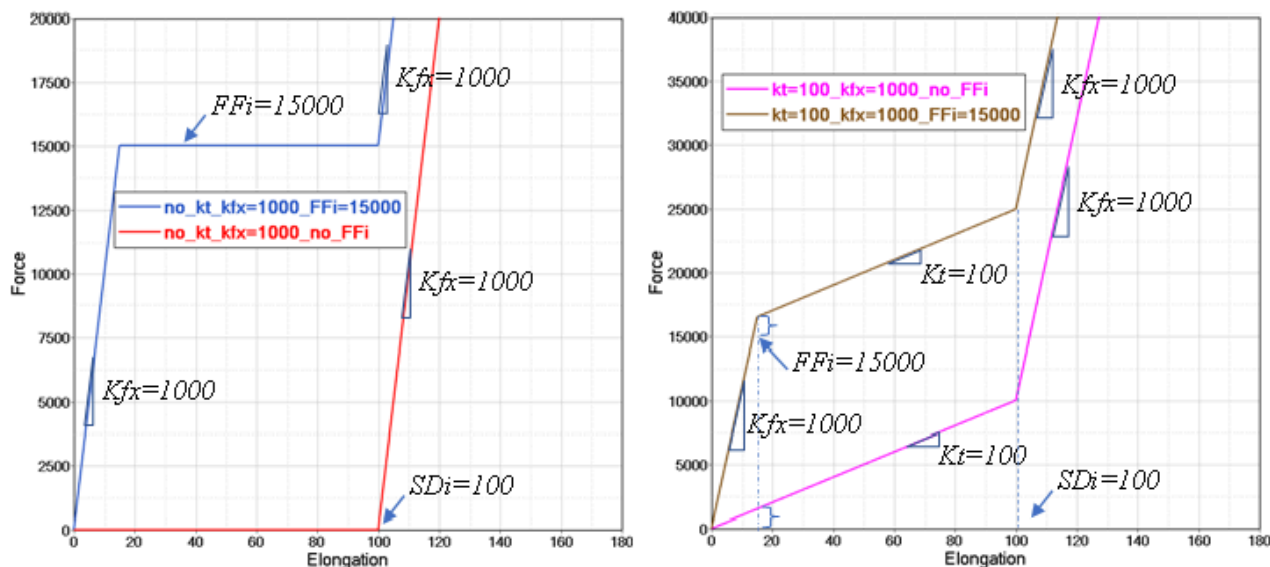 20000
17500
15000
12500
10000
7500
5000
2500
0
Force
0 20 40 60 80 100 120 140 160 180
Elongation
Kfx=1000
FFi=15000
no_kt_kfx=1000_FFi=15000
no_kt_kfx=1000_no_FFi
Kfx=1000
Kfx=1000
SDi=100
40000
35000
30000
25000
20000
15000
10000
5000
0
Force
0 20 40 60 80 100 120 140 160 180
Elongation
kt=100_kfx=1000_no_FFi
kt=100_kfx=1000_FFi=15000
Kfx=1000
Kfx=1000
Kt=100
FFi=15000
Kfx=1000
Kt=100
SDi=100